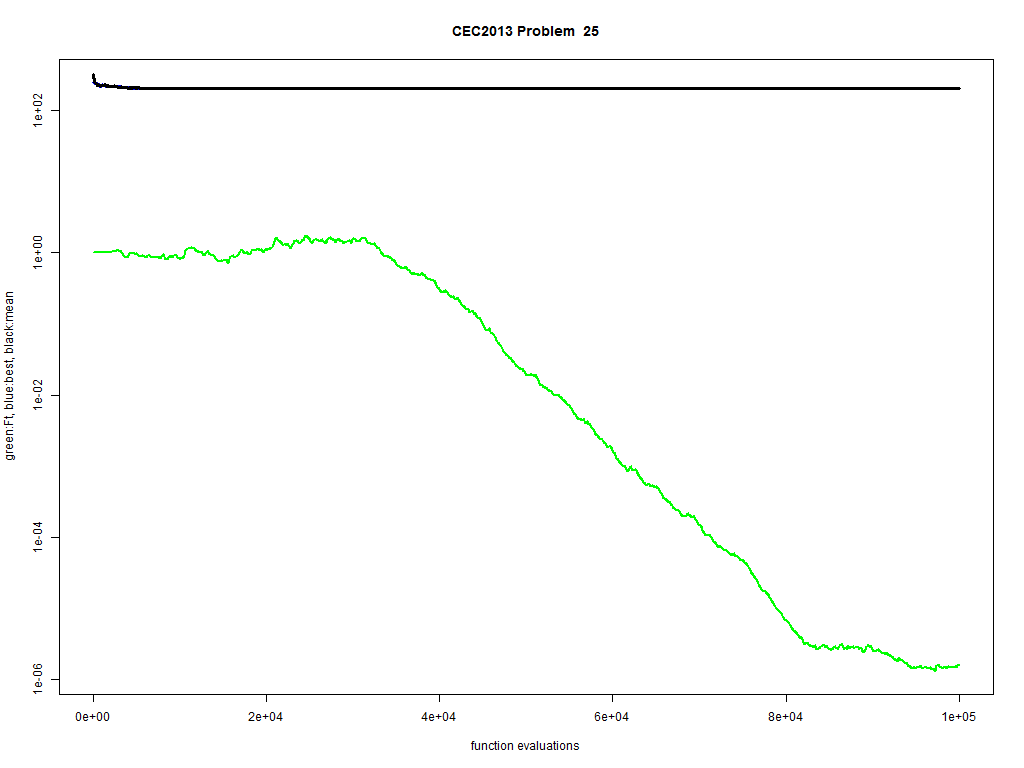 CEC2013 Problem  25
green:Ft, blue:best, black:mean
1e+02
1e+00
1e-02
1e-04
1e-06
0e+00 2e+04 4e+04 6e+04 8e+04 1e+05
function evaluations